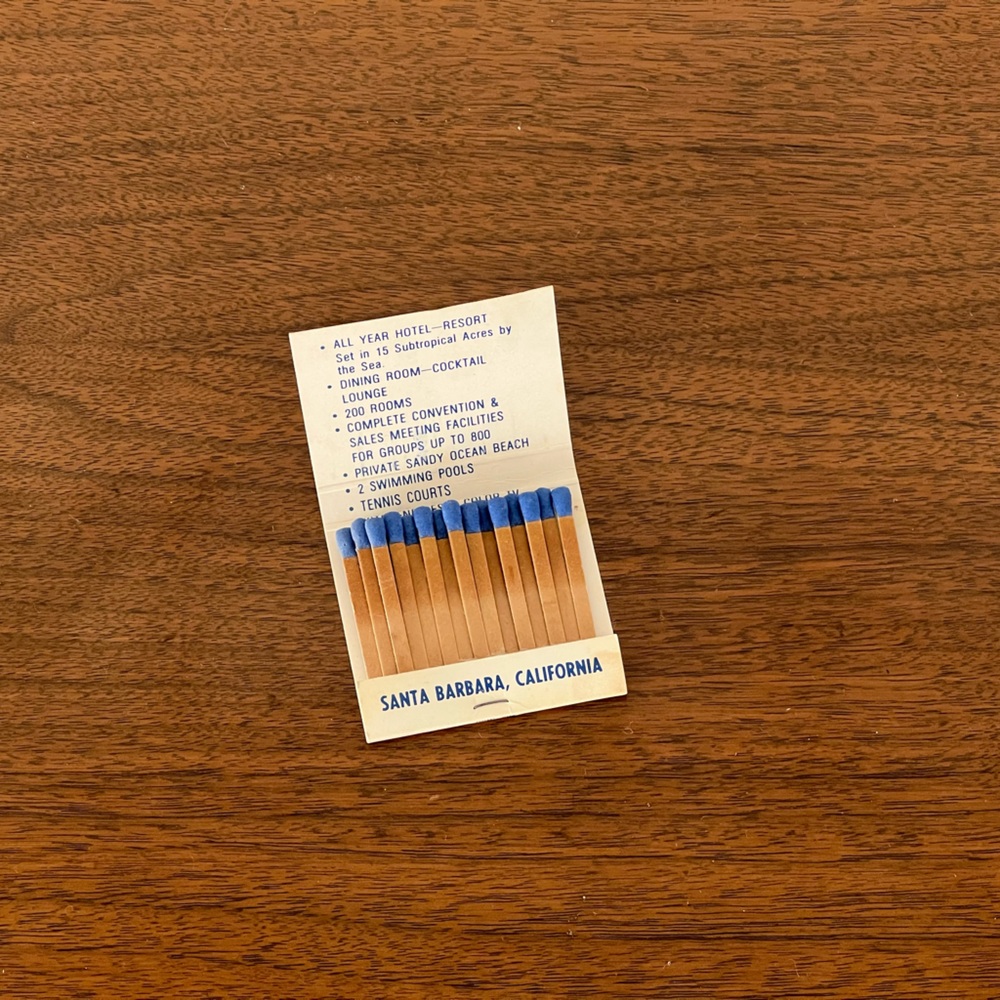 • ALL YEAR HOTEL—RESORT
Set in 15 Subtropical Acres by
the Sea.
• DINING ROOM—COCKTAIL
LOUNGE
• 200 ROOMS
• COMPLETE CONVENTION &
SALES MEETING FACILITIES
FOR GROUPS UP TO 800
• PRIVATE SANDY OCEAN BEACH
• 2 SWIMMING POOLS
• TENNIS COURTS
COLOR TV
SANTA BARBARA, CALIFORNIA